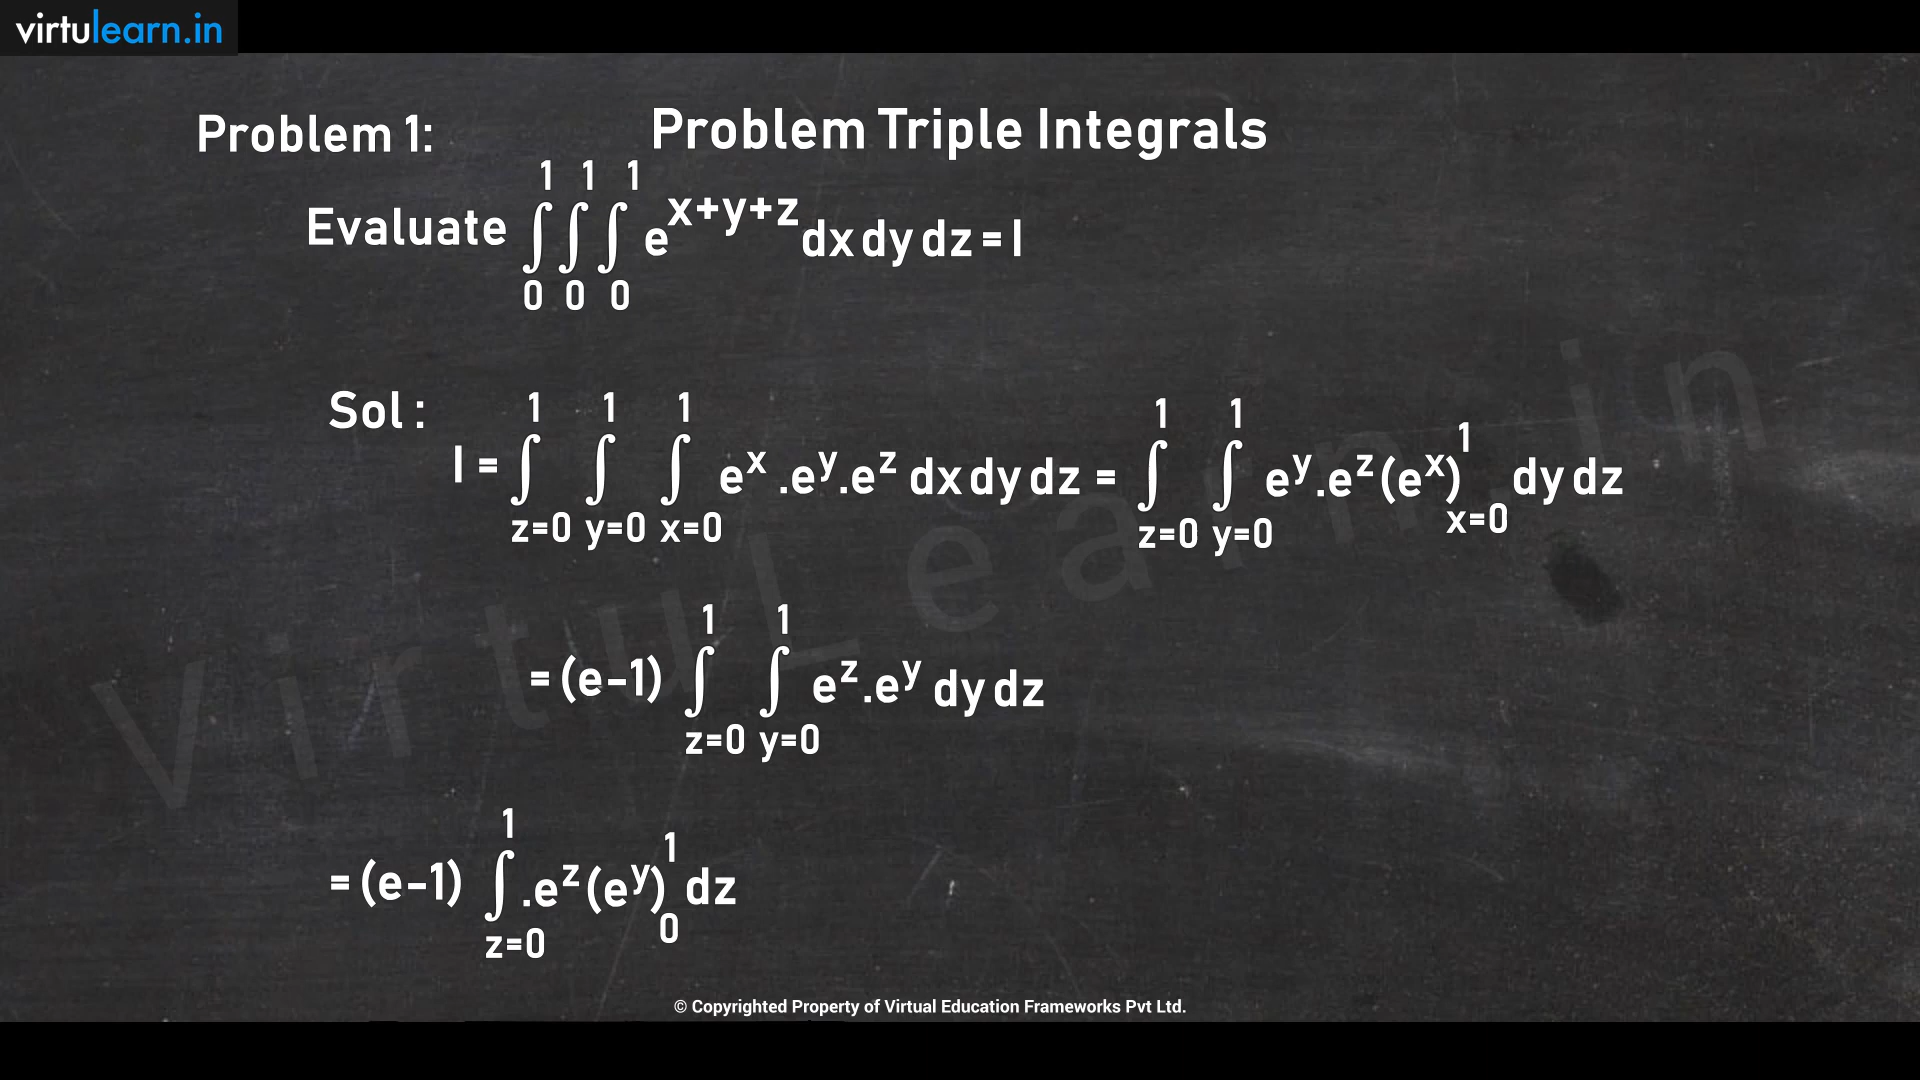 virtulearn.in
Problem Triple Integrals
Problem 1:
Evaluate ∫₀¹ ∫₀¹ ∫₀¹ e^{x+y+z} dx dy dz = I
Sol :
I = ∫_{z=0}^{1} ∫_{y=0}^{1} ∫_{x=0}^{1} e^x .e^y.e^z dx dy dz = ∫_{z=0}^{1} ∫_{y=0}^{1} e^y.e^z (e^x)_{x=0}^{1} dy dz
= (e-1) ∫_{z=0}^{1} ∫_{y=0}^{1} e^z.e^y dy dz
= (e-1) ∫_{z=0}^{1} .e^z (e^y)_0^1 dz
VirtuLearn.in
© Copyrighted Property of Virtual Education Frameworks Pvt Ltd.